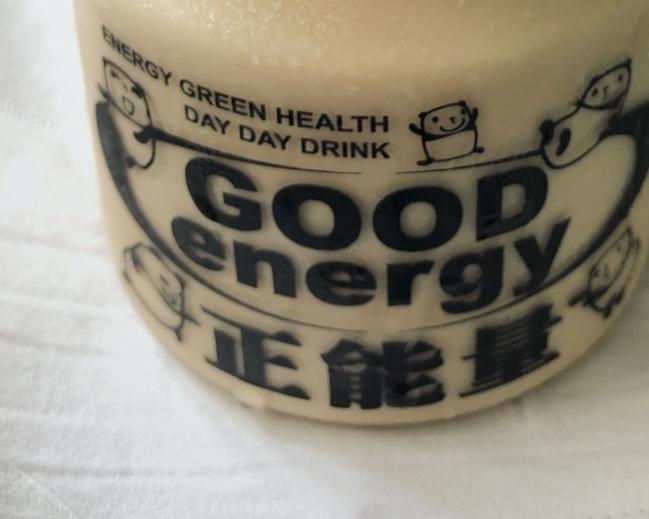 ENERGY GREEN HEALTH
DAY DAY DRINK
GOOD
energy
正能量